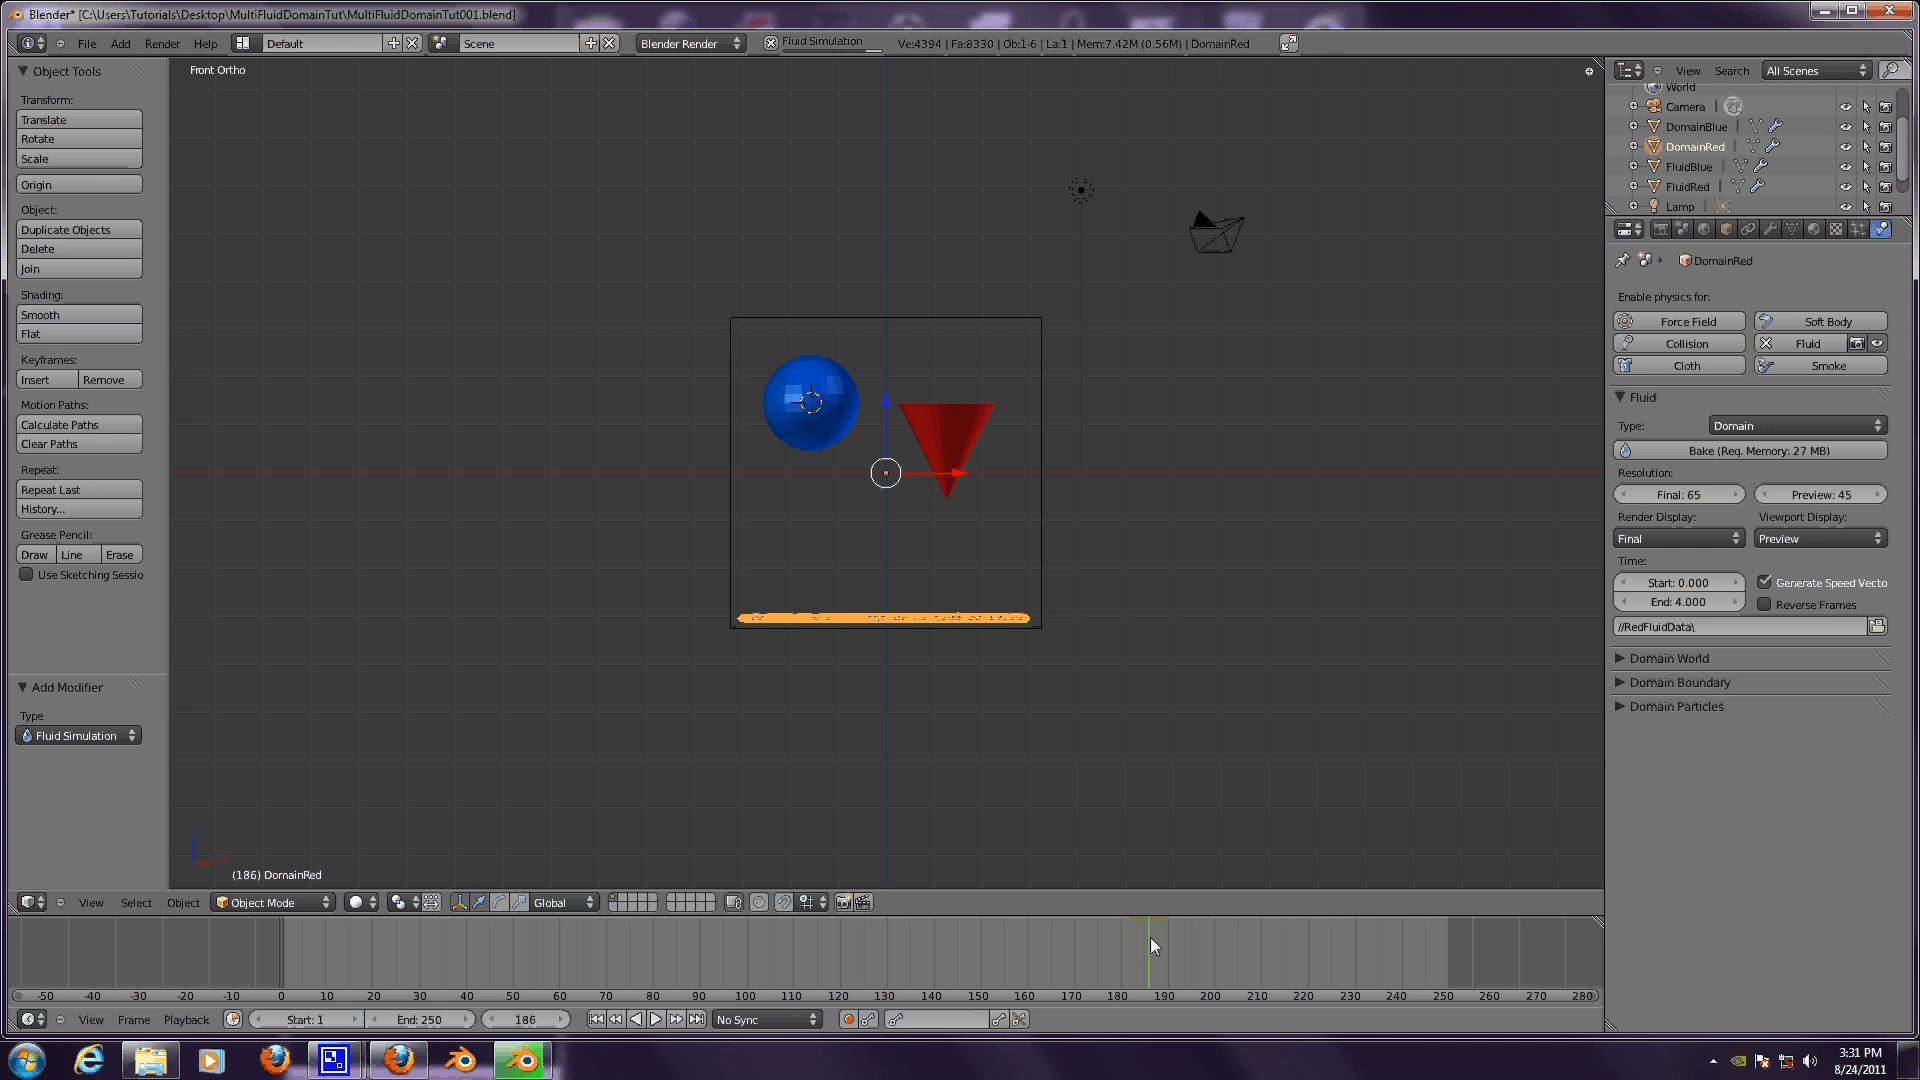 Blender* [C:\Users\Tutorials\Desktop\MultiFluidDomainTut\MultiFluidDomainTut001.blend]
File Add Render Help Default Scene Blender Render Fluid Simulation Ve:4394 | Fa:8330 | Ob:1-6 | La:1 | Mem:7.42M (0.56M) | DomainRed
Object Tools
Transform:
Translate
Rotate
Scale
Origin
Object:
Duplicate Objects
Delete
Join
Shading:
Smooth
Flat
Keyframes:
Insert Remove
Motion Paths:
Calculate Paths
Clear Paths
Repeat:
Repeat Last
History...
Grease Pencil:
Draw Line Erase
Use Sketching Sessio
Add Modifier
Type
Fluid Simulation
Front Ortho
(186) DomainRed
View Search All Scenes
World
Camera
DomainBlue
DomainRed
FluidBlue
FluidRed
Lamp
DomainRed
Enable physics for:
Force Field Soft Body
Collision Fluid
Cloth Smoke
Fluid
Type: Domain
Bake (Req. Memory: 27 MB)
Resolution:
Final: 65 Preview: 45
Render Display: Viewport Display:
Final Preview
Time:
Start: 0.000 Generate Speed Vecto
End: 4.000 Reverse Frames
//RedFluidData\
Domain World
Domain Boundary
Domain Particles
View Select Object Object Mode Global
-50 -40 -30 -20 -10 0 10 20 30 40 50 60 70 80 90 100 110 120 130 140 150 160 170 180 190 200 210 220 230 240 250 260 270 280
View Frame Playback Start: 1 End: 250 186 No Sync
3:31 PM
8/24/2011